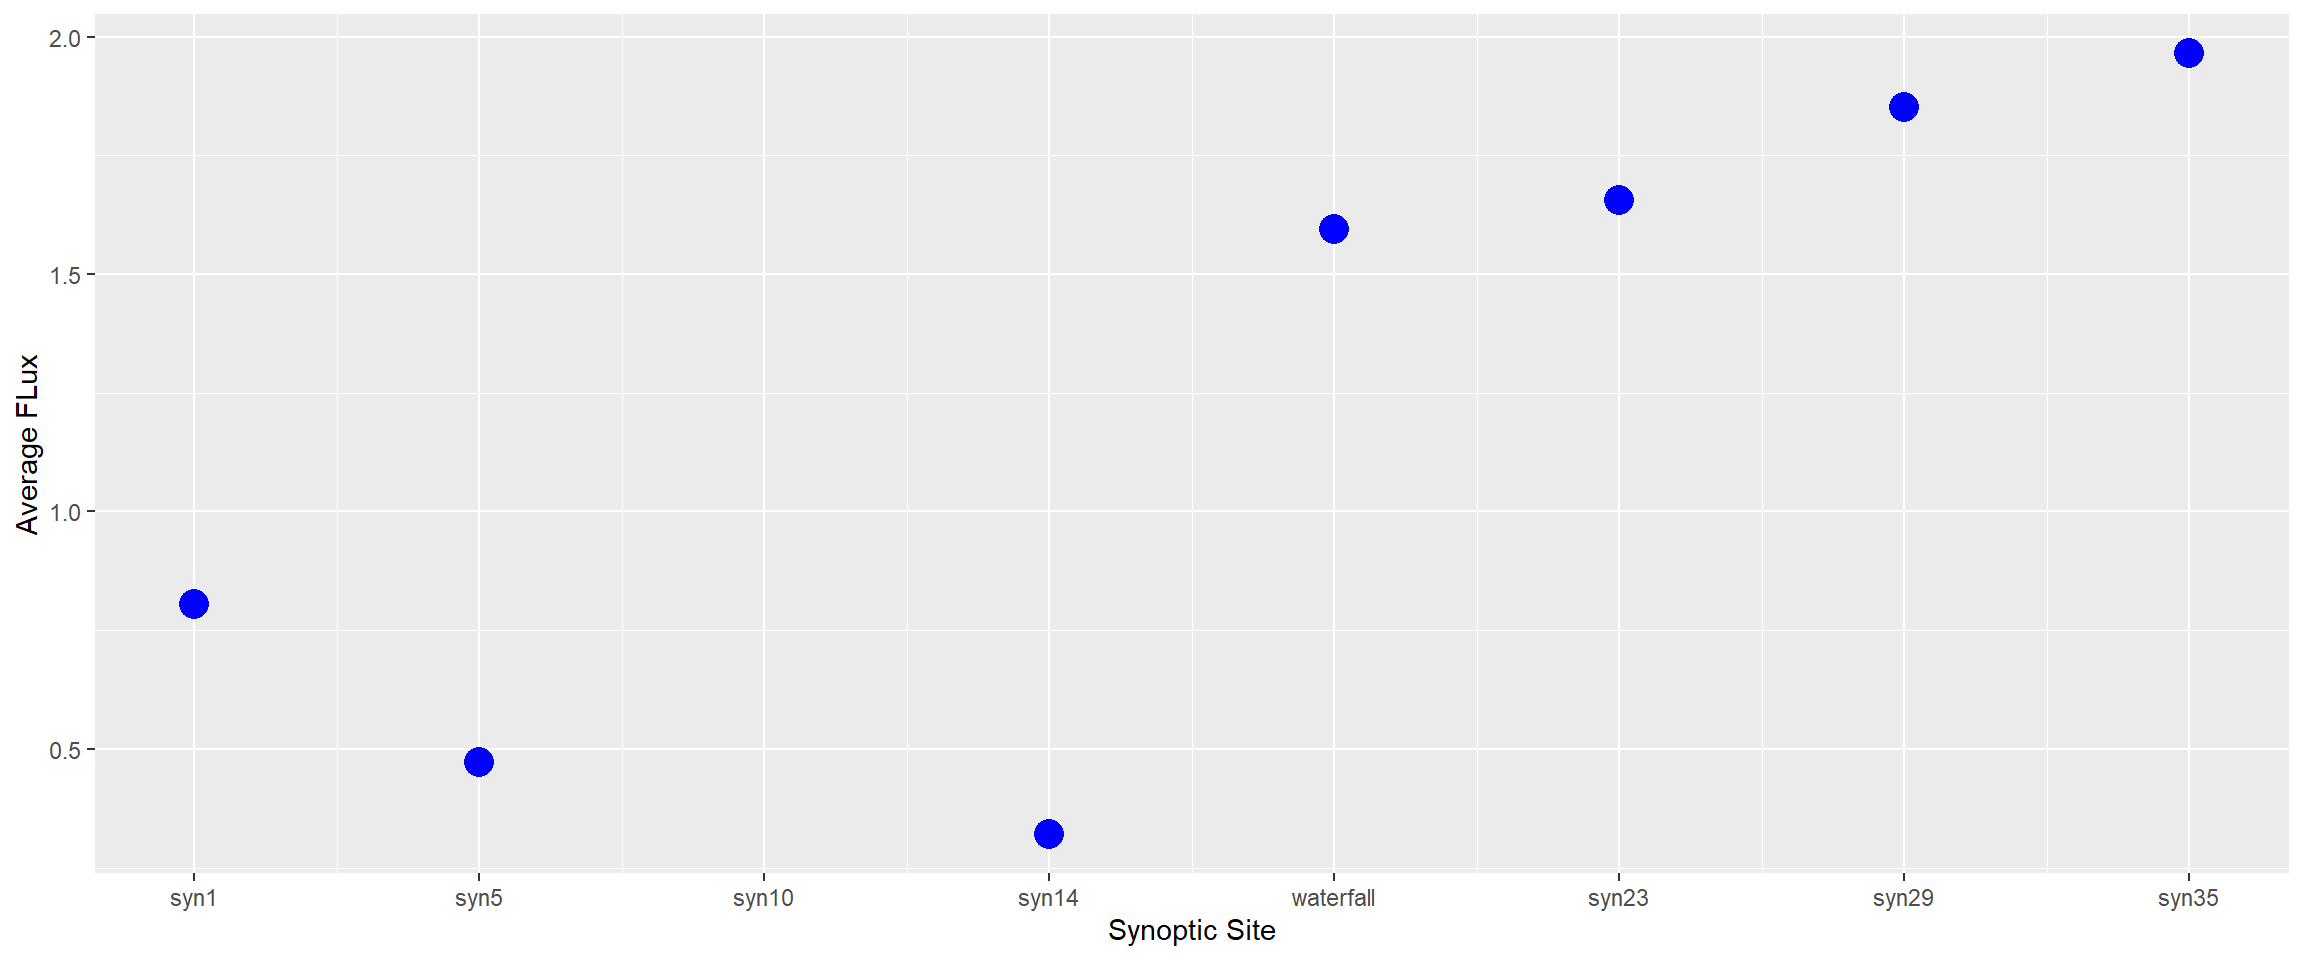 2.0
1.5
1.0
0.5
Average FLux
syn1 syn5 syn10 syn14 waterfall syn23 syn29 syn35
Synoptic Site